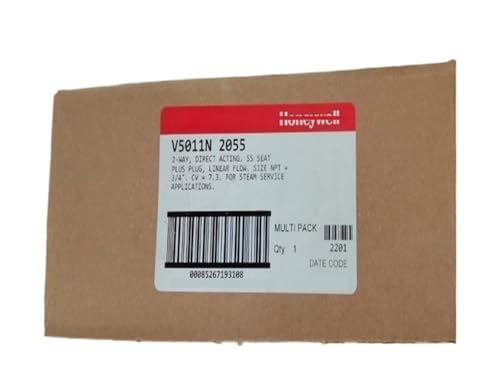 Honeywell
V5011N 2055
2-WAY, DIRECT ACTING, SS SEAT
PLUS PLUG, LINEAR FLOW. SIZE NPT =
3/4". CV = 7.3. FOR STEAM SERVICE
APPLICATIONS.
MULTI PACK
Qty 1
2201
DATE CODE
00085267193108